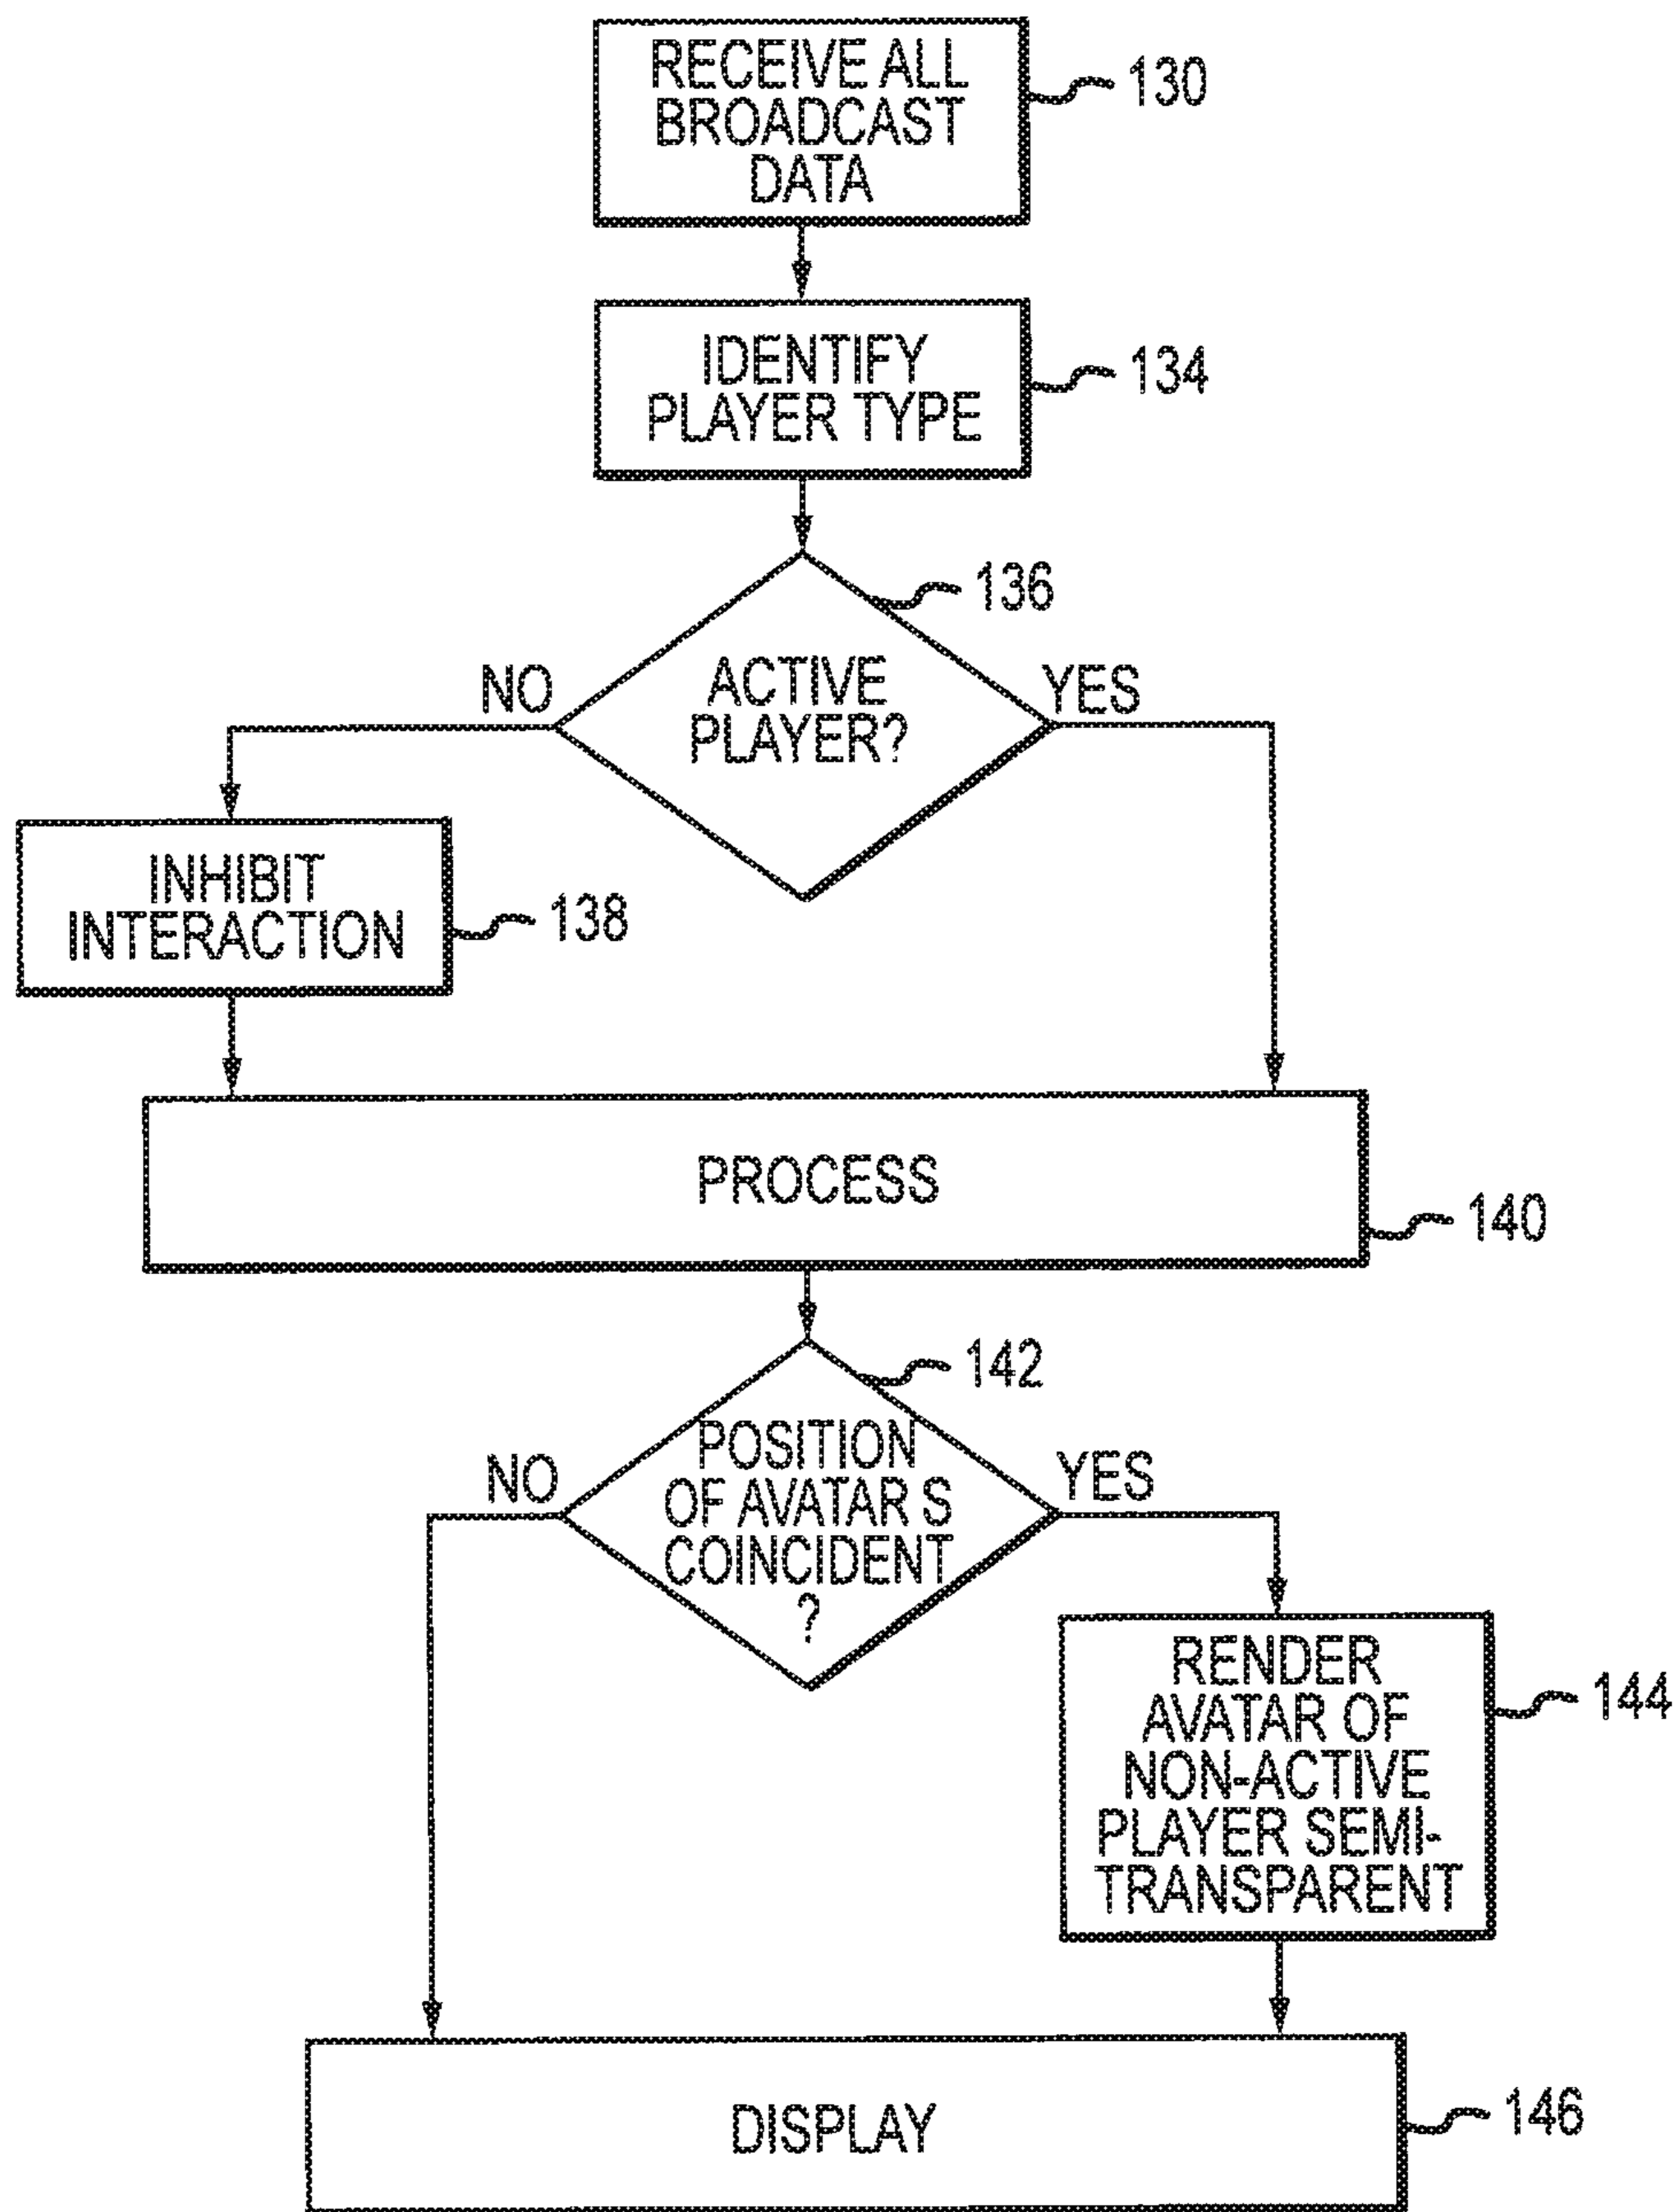 RECEIVE ALL
BROADCAST
DATA
130
IDENTIFY
PLAYER TYPE
134
136
ACTIVE
PLAYER?
NO
YES
INHIBIT
INTERACTION
138
PROCESS
140
142
POSITION
OF AVATAR S
COINCIDENT
?
NO
YES
RENDER
AVATAR OF
NON-ACTIVE
PLAYER SEMI-
TRANSPARENT
144
DISPLAY
146